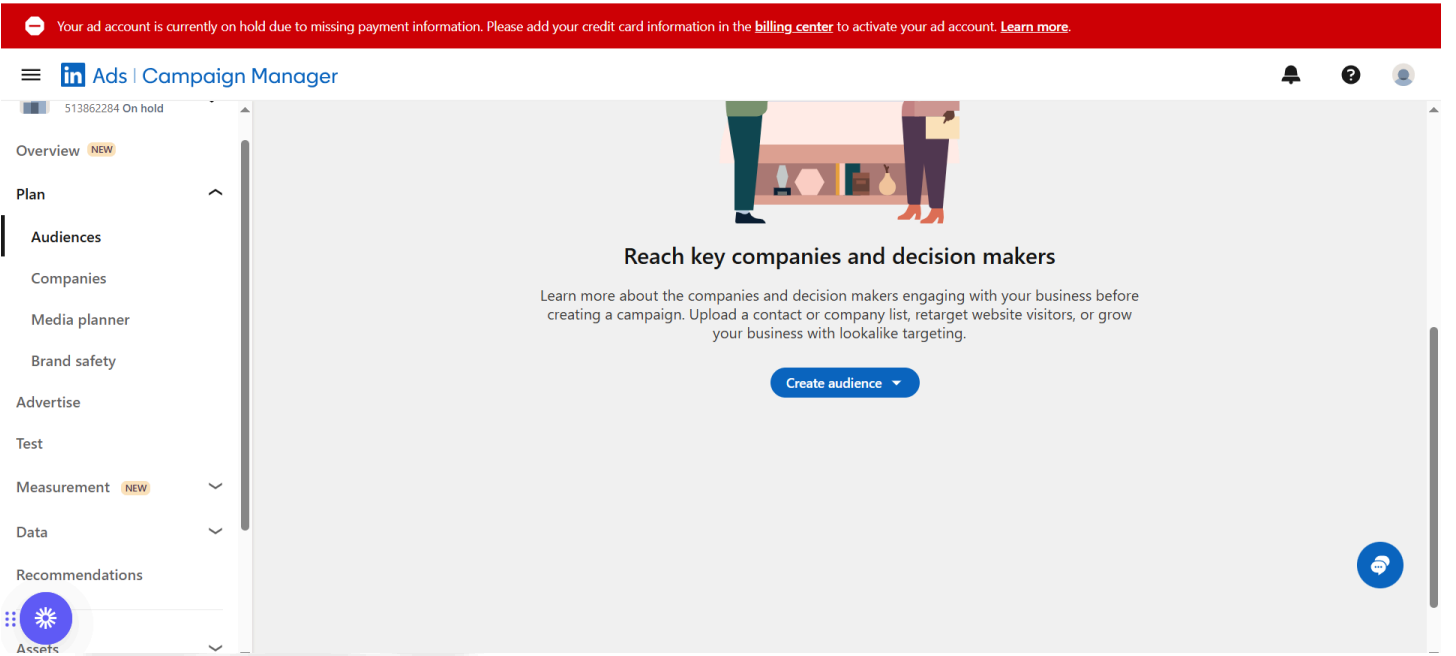 Your ad account is currently on hold due to missing payment information. Please add your credit card information in the billing center to activate your ad account. Learn more.
in Ads | Campaign Manager
513862284 On hold
Overview NEW
Plan
Audiences
Companies
Media planner
Brand safety
Advertise
Test
Measurement NEW
Data
Recommendations
Assets
Reach key companies and decision makers
Learn more about the companies and decision makers engaging with your business before
creating a campaign. Upload a contact or company list, retarget website visitors, or grow
your business with lookalike targeting.
Create audience